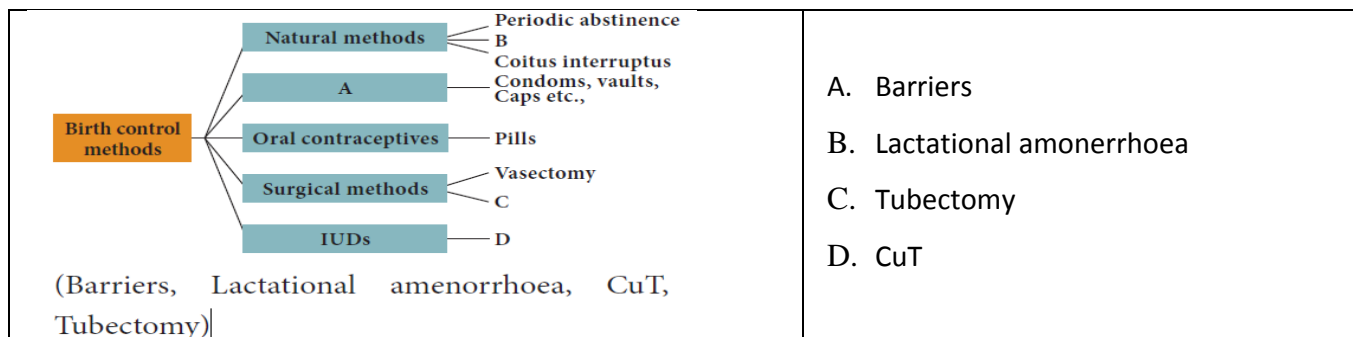 Periodic abstinence
Natural methods
B
Coitus interruptus
A
Condoms, vaults,
Caps etc.,
Birth control
methods
Oral contraceptives
Pills
Vasectomy
Surgical methods
C
IUDs
D
(Barriers, Lactational amenorrhoea, CuT,
Tubectomy)
A. Barriers
B. Lactational amonerrhoea
C. Tubectomy
D. CuT